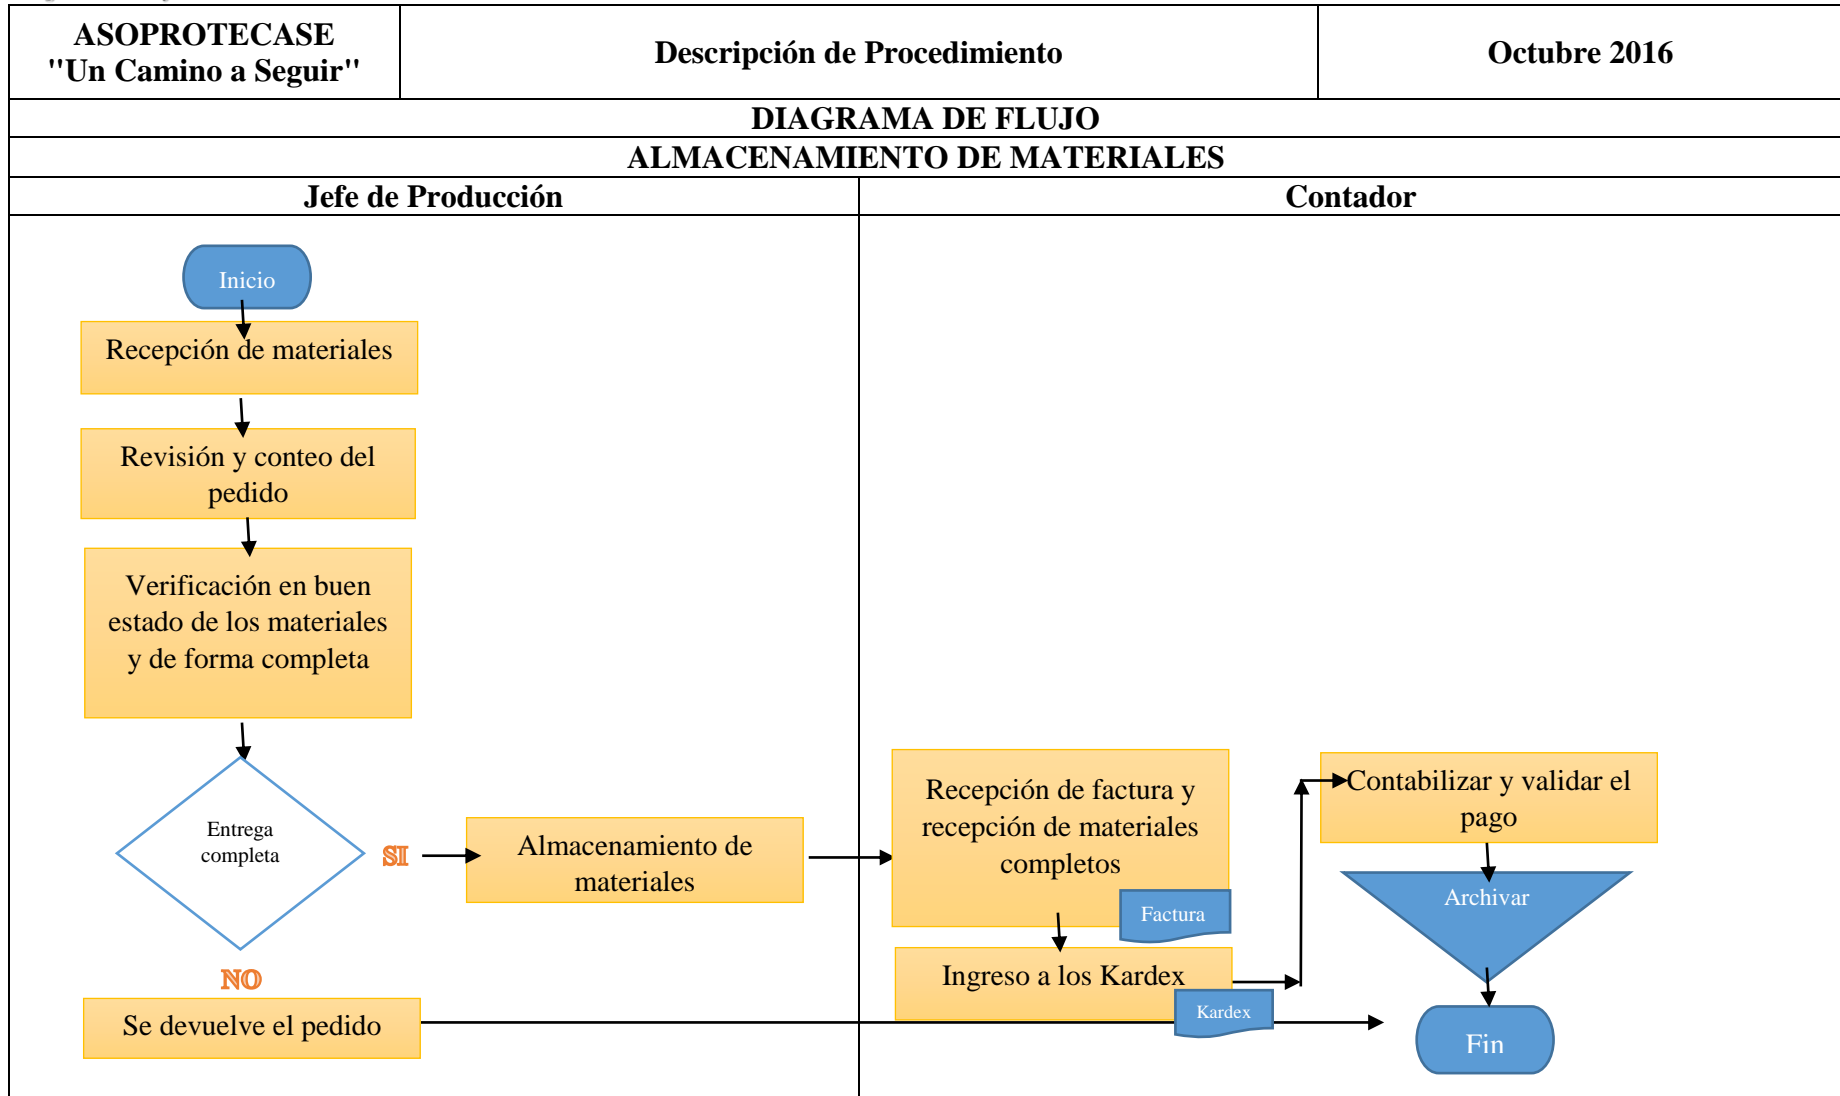 ASOPROTECASE
"Un Camino a Seguir"
Descripción de Procedimiento
Octubre 2016
DIAGRAMA DE FLUJO
ALMACENAMIENTO DE MATERIALES
Jefe de Producción
Contador
Inicio
Recepción de materiales
Revisión y conteo del
pedido
Verificación en buen
estado de los materiales
y de forma completa
Entrega
completa
SI
Almacenamiento de
materiales
NO
Se devuelve el pedido
Recepción de factura y
recepción de materiales
completos
Factura
Ingreso a los Kardex
Kardex
Contabilizar y validar el
pago
Archivar
Fin